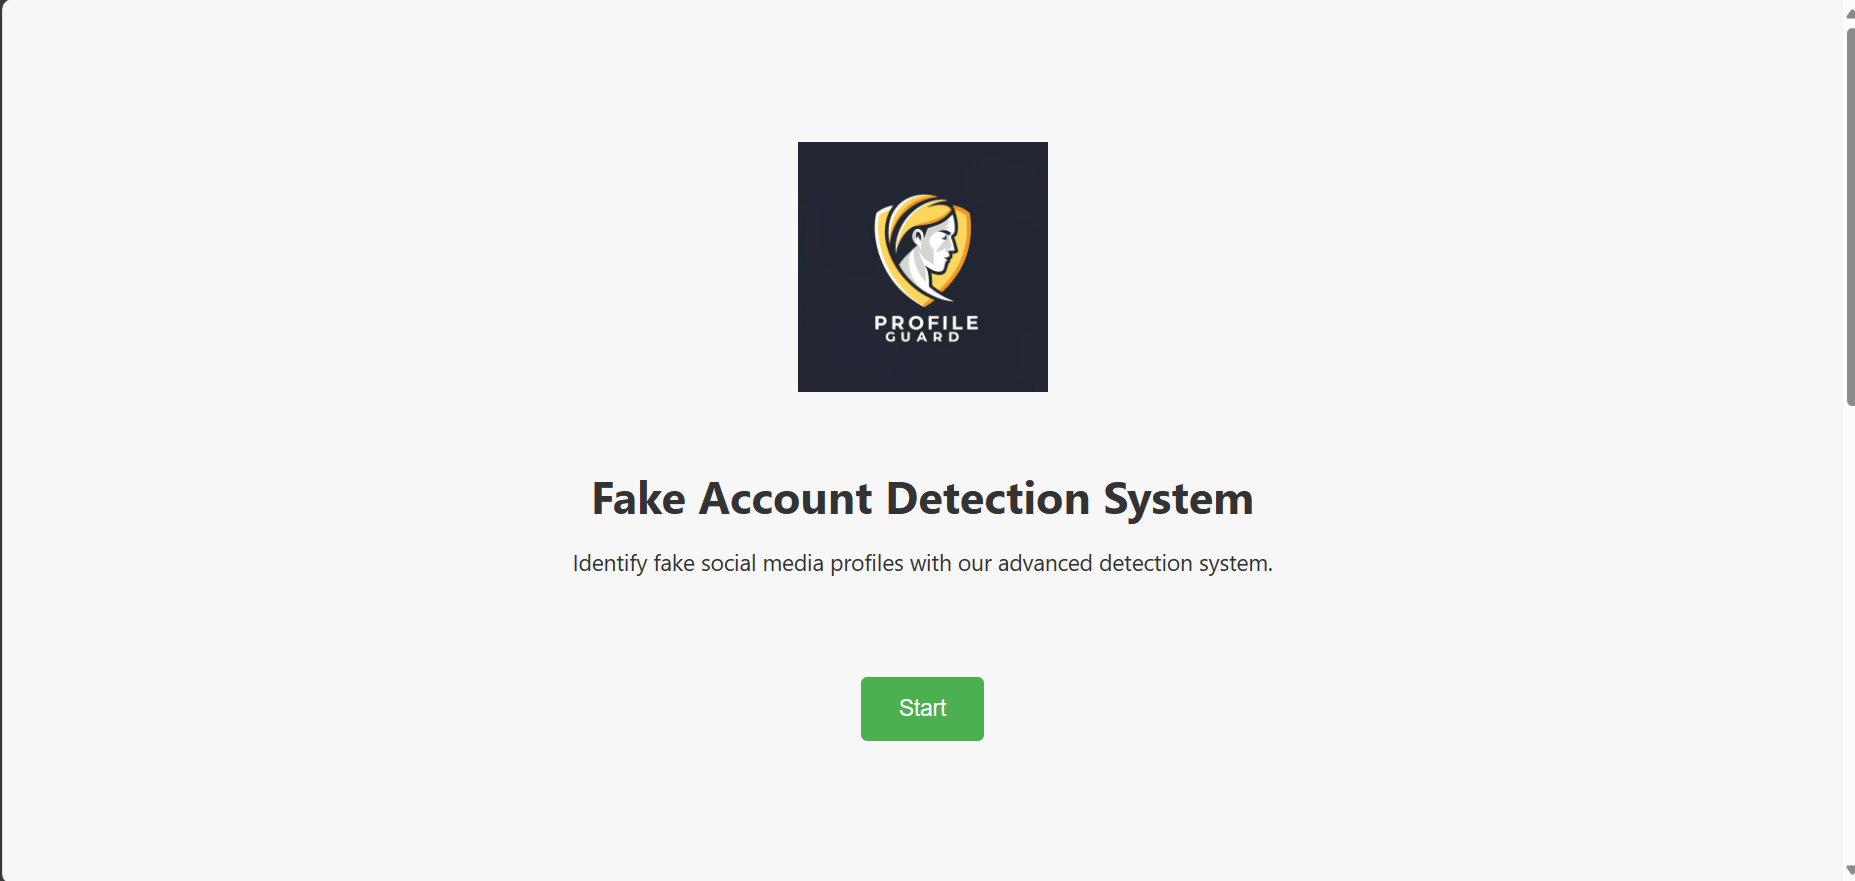 PROFILE
GUARD
Fake Account Detection System
Identify fake social media profiles with our advanced detection system.
Start